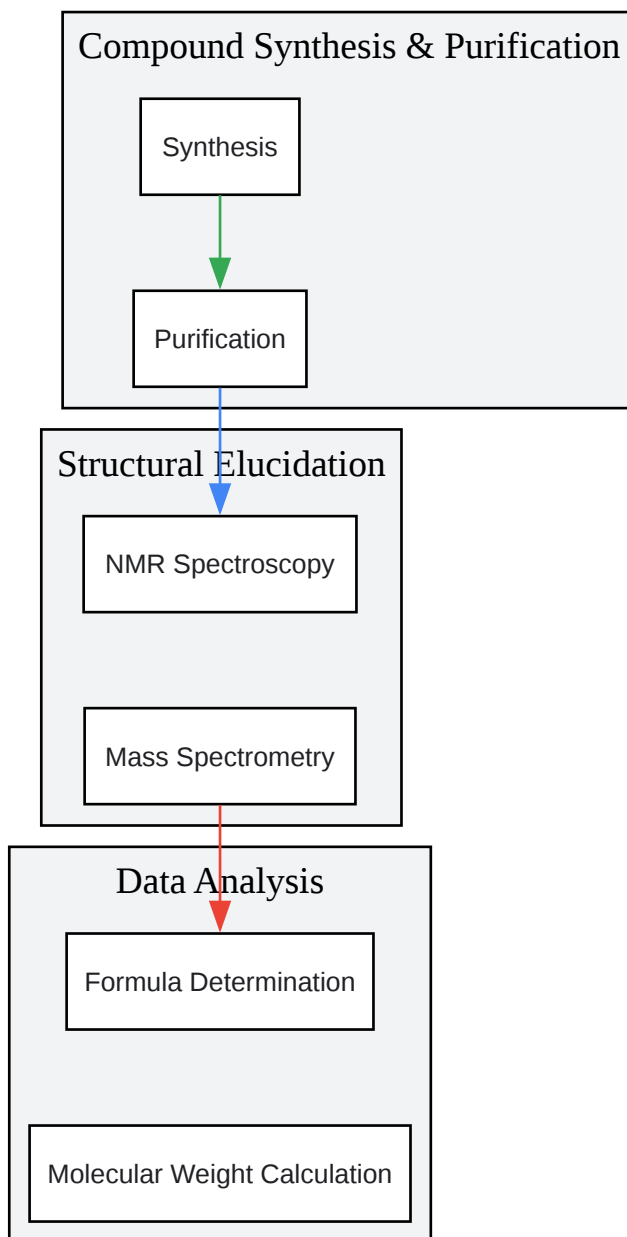 Compound Synthesis & Purification
Synthesis
Purification
Structural Elucidation
NMR Spectroscopy
Mass Spectrometry
Data Analysis
Formula Determination
Molecular Weight Calculation